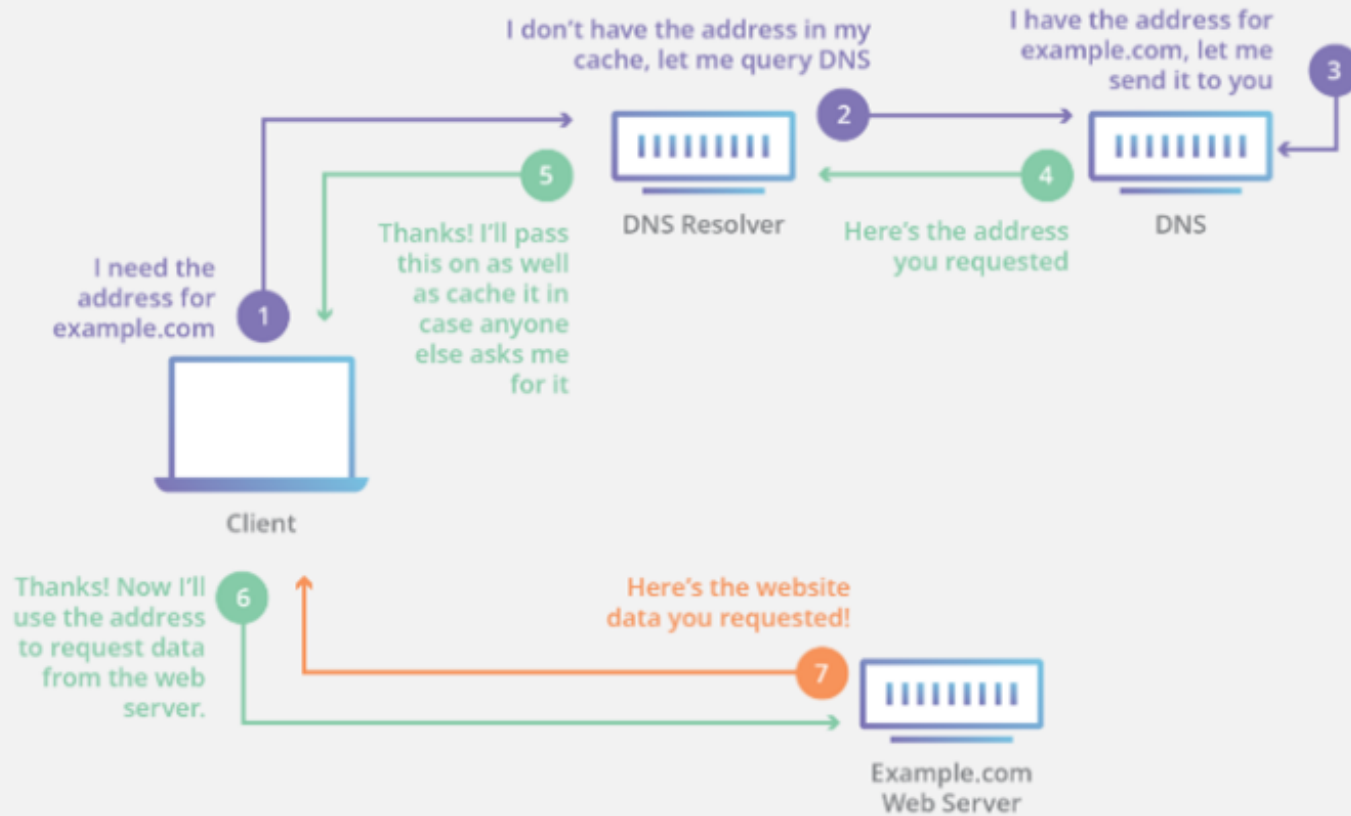 I don't have the address in my
cache, let me query DNS
I have the address for
example.com, let me
send it to you
3
2
5
4
DNS Resolver
DNS
Thanks! I'll pass
this on as well
as cache it in
case anyone
else asks me
for it
Here's the address
you requested
I need the
address for
example.com
1
Client
Thanks! Now I'll
use the address
to request data
from the web
server.
6
Here's the website
data you requested!
7
Example.com
Web Server